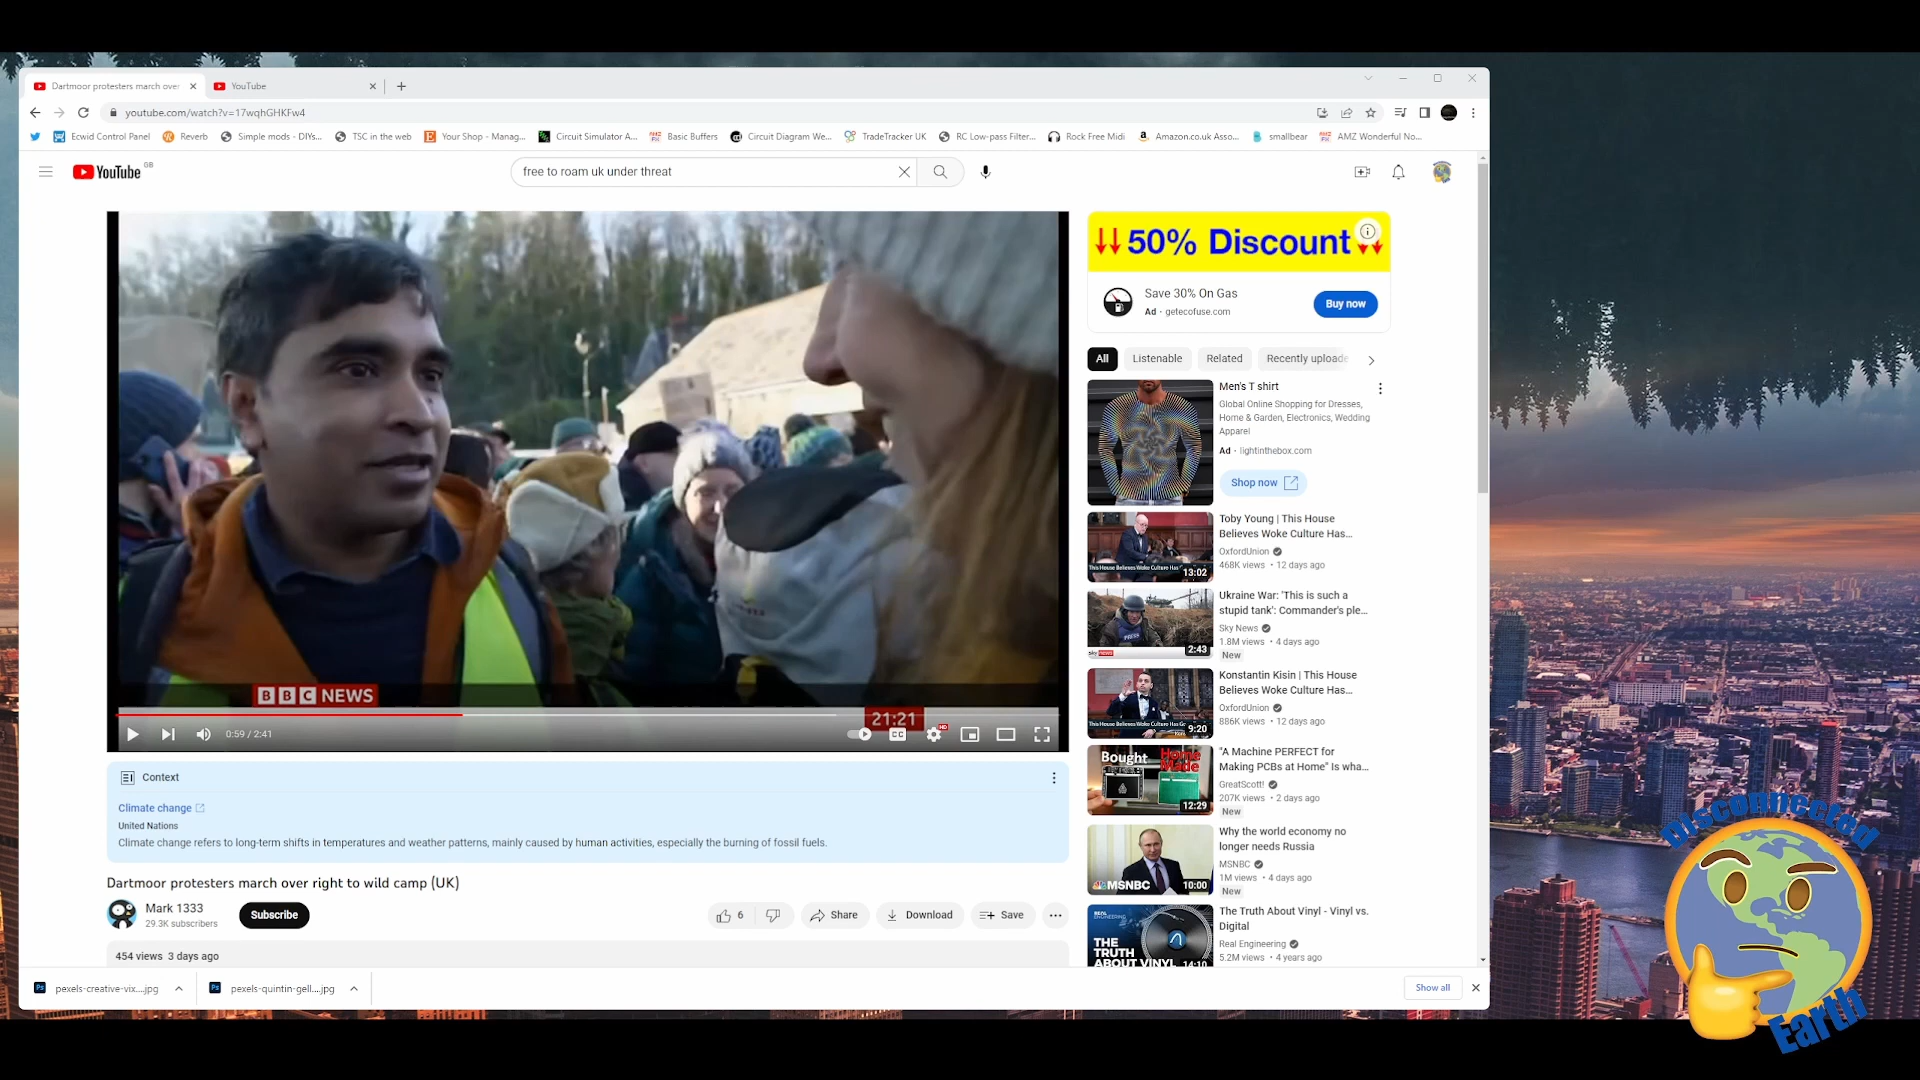 Dartmoor protesters march over
YouTube
youtube.com/watch?v=17wqhGHKFw4
Ecwid Control Panel
Reverb
Simple mods - DIYs...
TSC in the web
Your Shop - Manag...
Circuit Simulator A...
Basic Buffers
Circuit Diagram We...
TradeTracker UK
RC Low-pass Filter...
Rock Free Midi
Amazon.co.uk Asso...
smallbear
AMZ Wonderful No...
YouTube GB
free to roam uk under threat
BBC NEWS
21:21
0:59 / 2:41
50% Discount
Save 30% On Gas
Ad · getecofuse.com
Buy now
All
Listenable
Related
Recently uploade
Men's T shirt
Global Online Shopping for Dresses,
Home & Garden, Electronics, Wedding
Apparel
Ad · lightinthebox.com
Shop now
13:02
Toby Young | This House
Believes Woke Culture Has...
OxfordUnion
468K views · 12 days ago
PRESS
2:43
Ukraine War: 'This is such a
stupid tank': Commander's ple...
Sky News
1.8M views · 4 days ago
New
9:20
Konstantin Kisin | This House
Believes Woke Culture Has...
OxfordUnion
886K views · 12 days ago
Bought
Home
Made
12:29
"A Machine PERFECT for
Making PCBs at Home" Is wha...
GreatScott!
207K views · 2 days ago
New
MSNBC
10:00
Why the world economy no
longer needs Russia
MSNBC
1M views · 4 days ago
New
THE
TRUTH
ABOUT VINYL
14:10
The Truth About Vinyl - Vinyl vs.
Digital
Real Engineering
5.2M views · 4 years ago
Context
Climate change
United Nations
Climate change refers to long-term shifts in temperatures and weather patterns, mainly caused by human activities, especially the burning of fossil fuels.
Dartmoor protesters march over right to wild camp (UK)
Mark 1333
29.3K subscribers
Subscribe
6
Share
Download
Save
454 views 3 days ago
pexels-creative-vix....jpg
pexels-quintin-gell....jpg
Show all
Disconnected
Earth